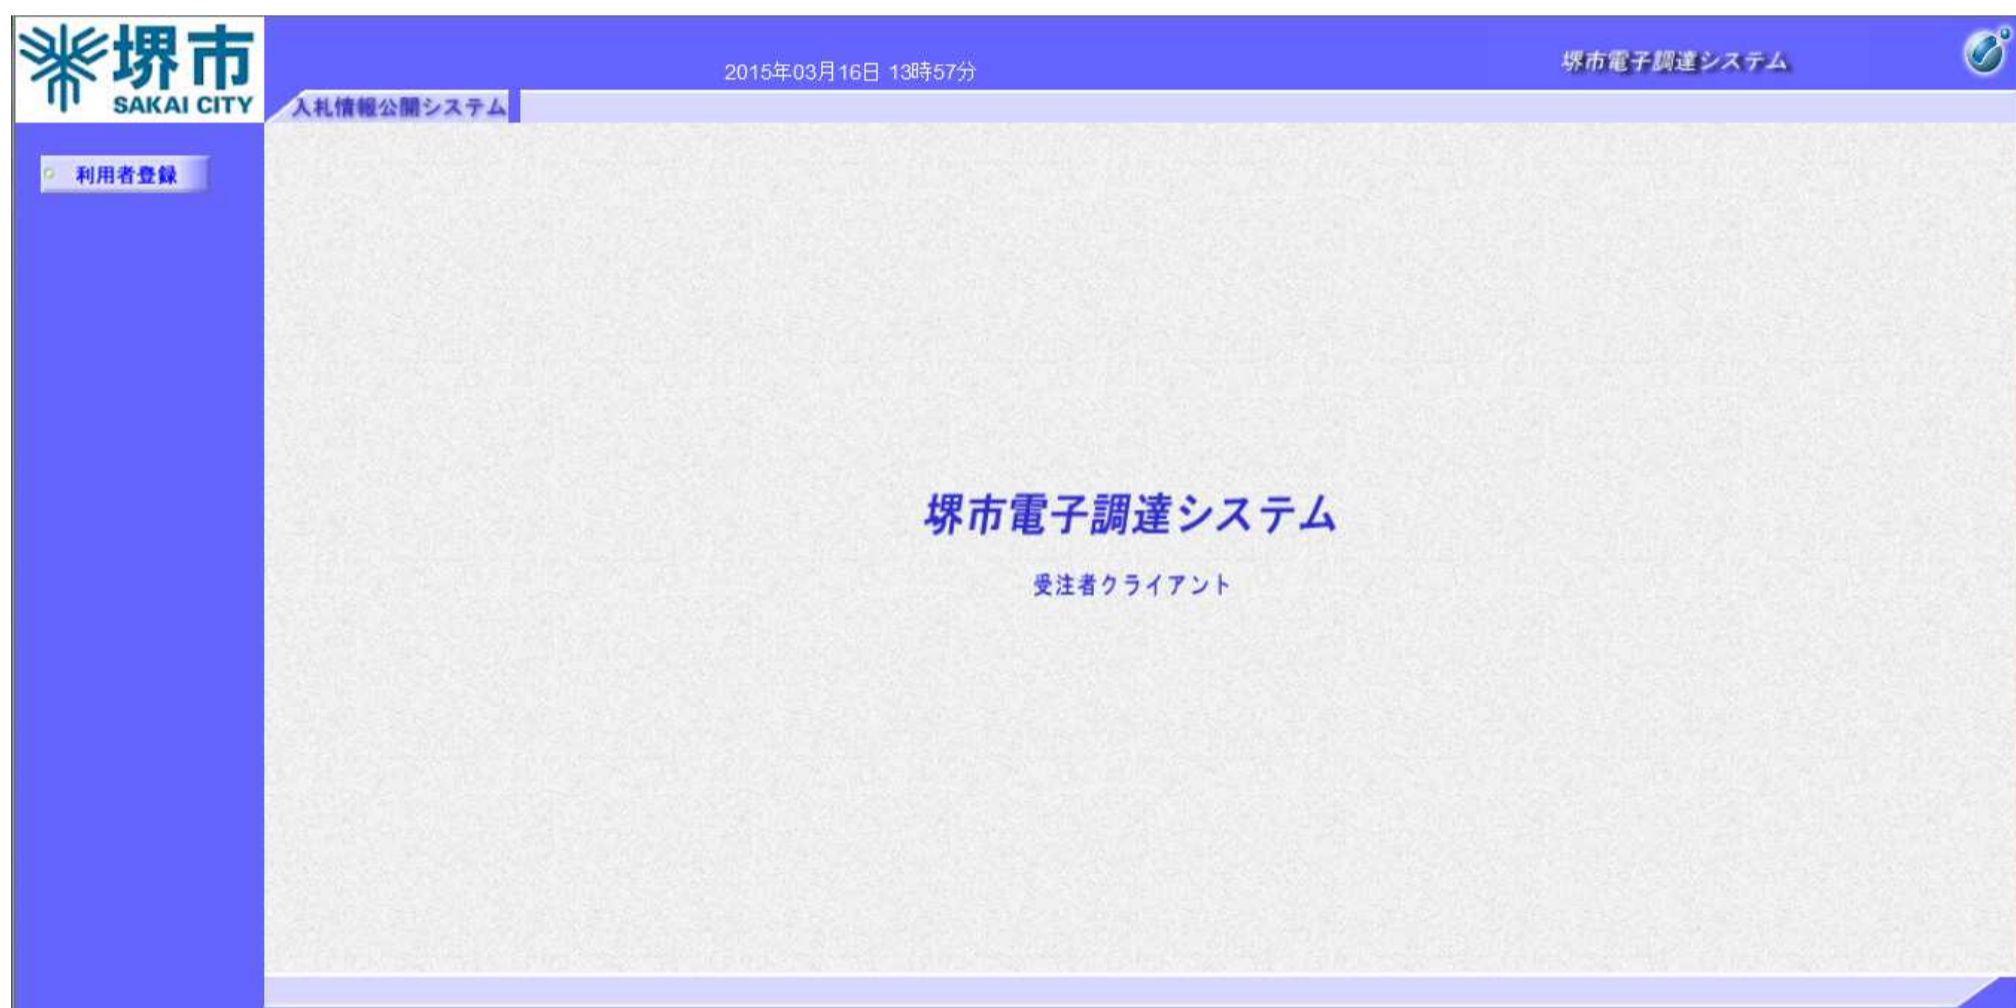 堺市
SAKAI CITY
2015年03月16日 13時57分
堺市電子調達システム
入札情報公開システム
利用者登録
堺市電子調達システム
受注者クライアント